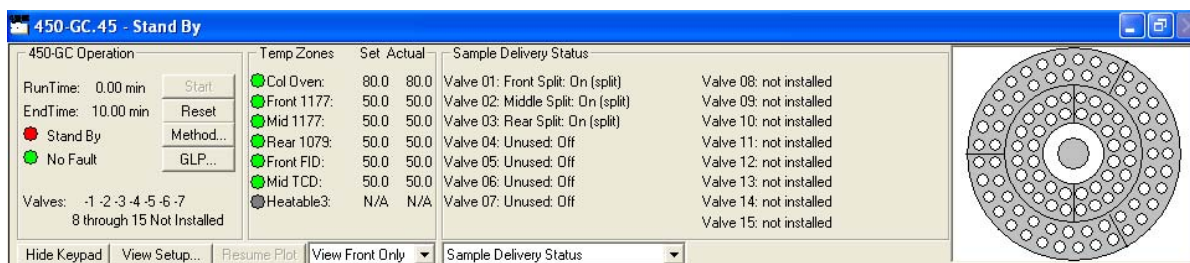 450-GC.45 - Stand By
450-GC Operation
RunTime: 0.00 min Start
EndTime: 10.00 min Reset
Stand By Method...
No Fault GLP...
Valves: -1 -2 -3 -4 -5 -6 -7
8 through 15 Not Installed
Temp Zones Set Actual
Col Oven: 80.0 80.0
Front 1177: 50.0 50.0
Mid 1177: 50.0 50.0
Rear 1079: 50.0 50.0
Front FID: 50.0 50.0
Mid TCD: 50.0 50.0
Heatable3: N/A N/A
Sample Delivery Status
Valve 01: Front Split: On (split)
Valve 02: Middle Split: On (split)
Valve 03: Rear Split: On (split)
Valve 04: Unused: Off
Valve 05: Unused: Off
Valve 06: Unused: Off
Valve 07: Unused: Off
Valve 08: not installed
Valve 09: not installed
Valve 10: not installed
Valve 11: not installed
Valve 12: not installed
Valve 13: not installed
Valve 14: not installed
Valve 15: not installed
Hide Keypad View Setup... Resume Plot View Front Only Sample Delivery Status